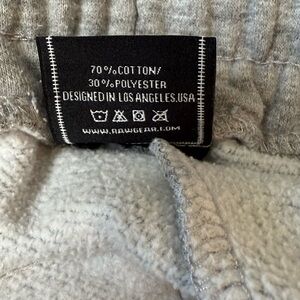 70%COTTON/
30%POLYESTER
DESIGNED IN LOS ANGELES.USA
WWW.RAWGEAR.COM